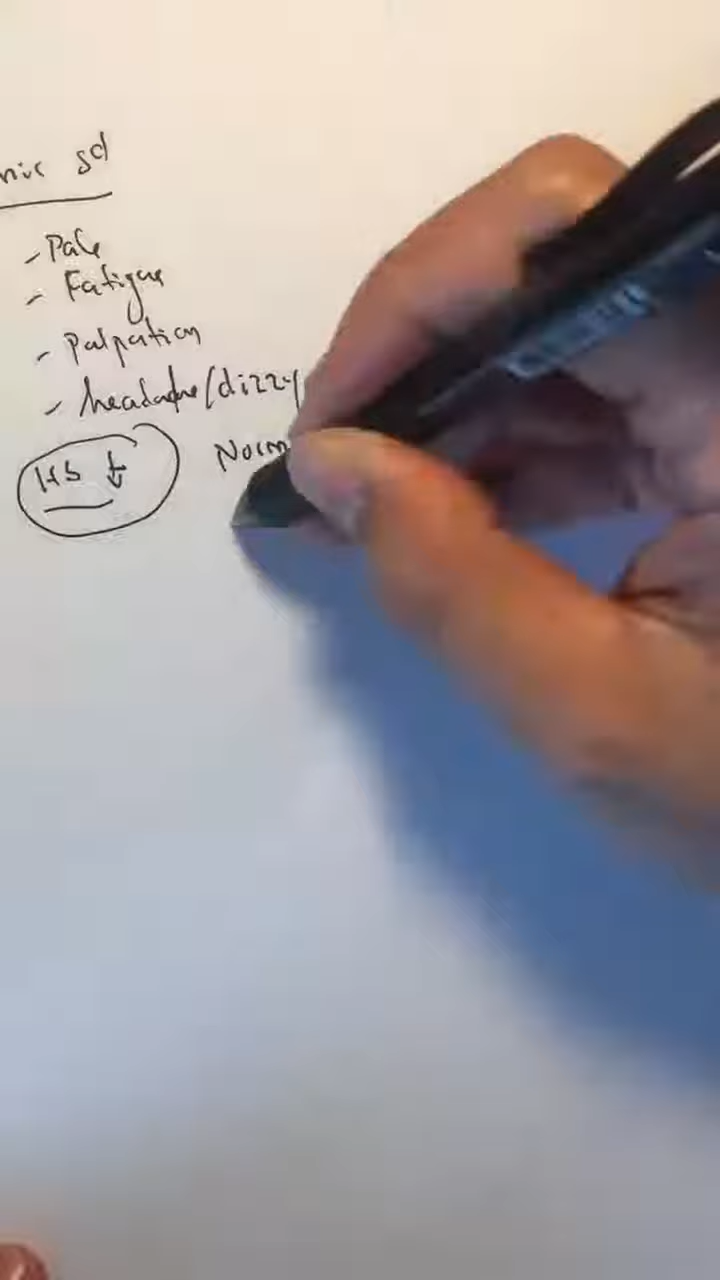 nic sd
- Pale
- Fatigue
- Palpation
- headache/dizzy
Hb ↓ Norm